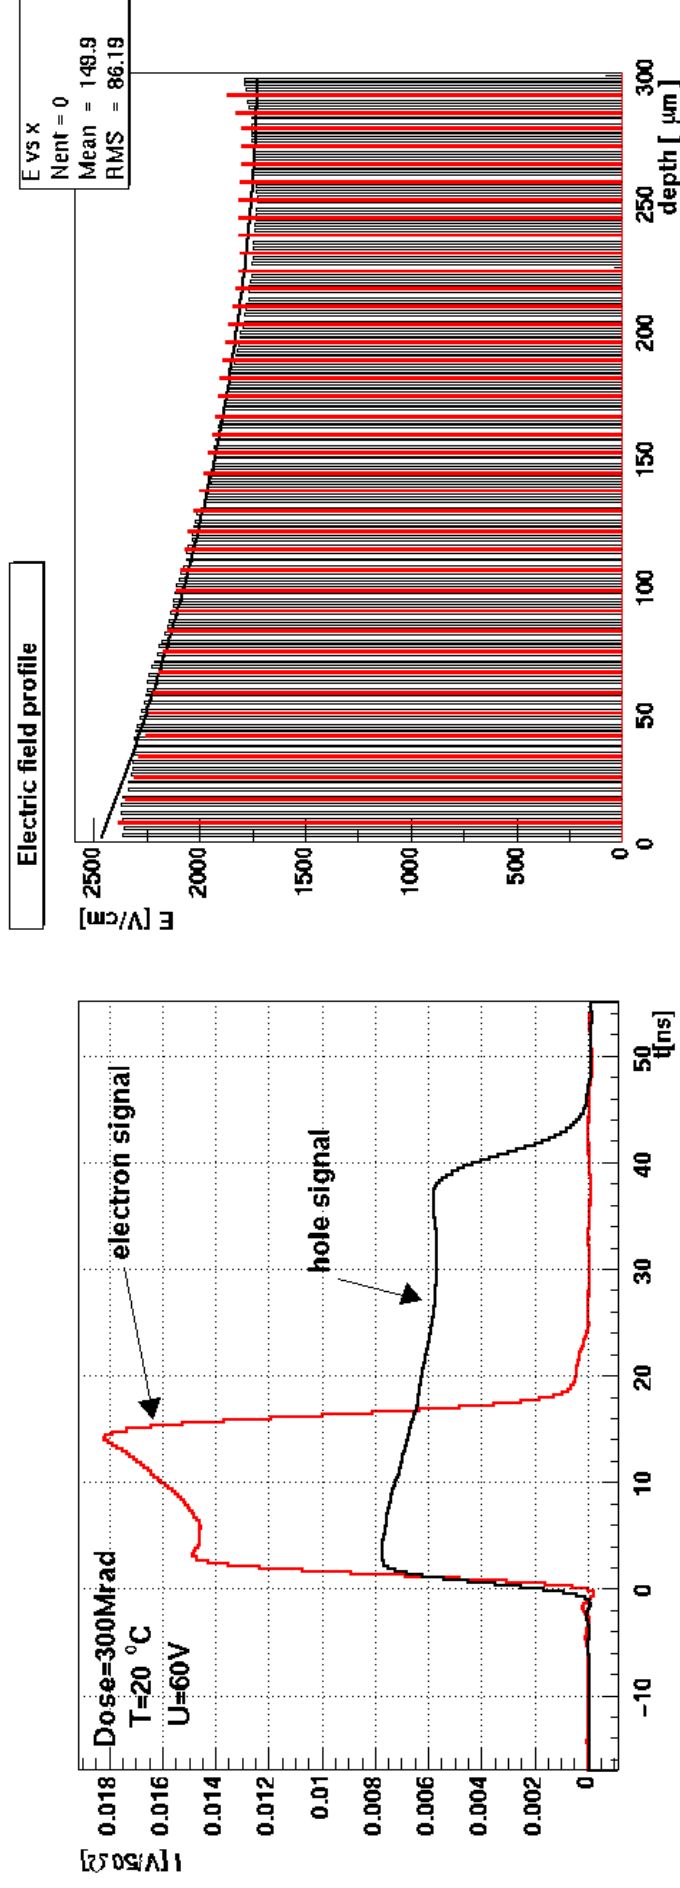 I [V/50Ω]
0.018
0.016
0.014
0.012
0.01
0.008
0.006
0.004
0.002
0
Dose=300Mrad
T=20 °C
U=60V
electron signal
hole signal
-10
0
10
20
30
40
50
t[ns]
Electric field profile
E vs x
Nent = 0
Mean = 149.9
RMS = 86.19
E [V/cm]
2500
2000
1500
1000
500
0
0
50
100
150
200
250
300
depth [ μm]